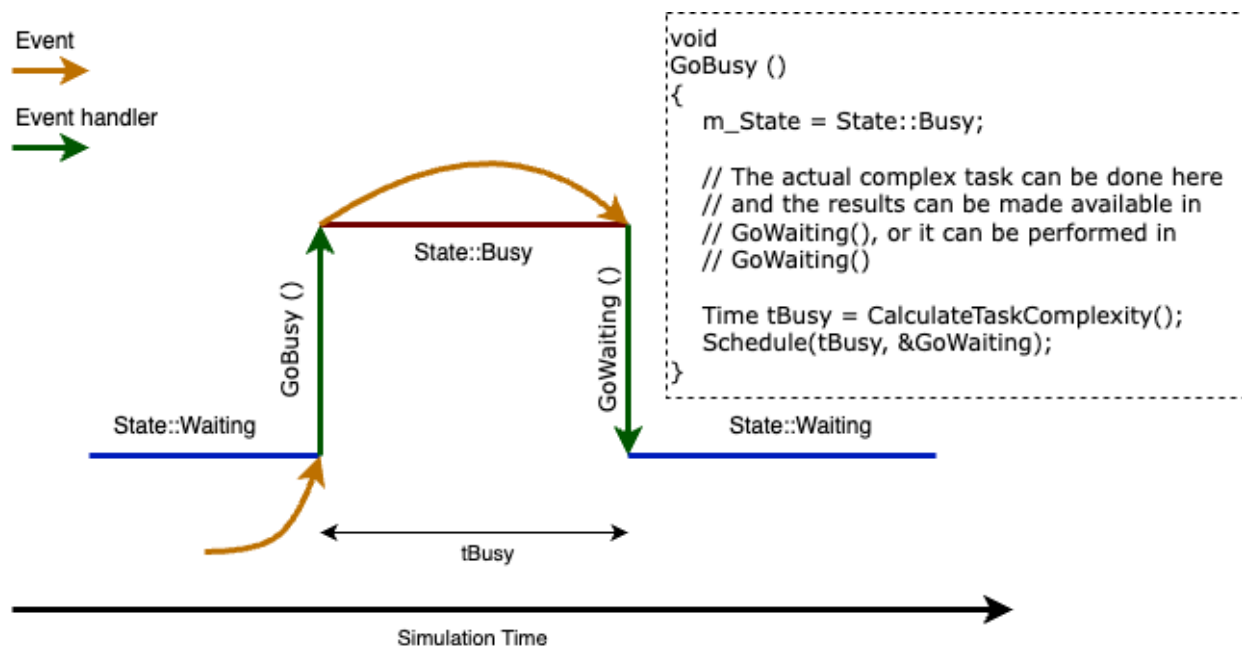 Event
Event handler
void
GoBusy ()
{
m_State = State::Busy;
// The actual complex task can be done here
// and the results can be made available in
// GoWaiting(), or it can be performed in
// GoWaiting()
Time tBusy = CalculateTaskComplexity();
Schedule(tBusy, &GoWaiting);
}
State::Busy
GoBusy ()
GoWaiting ()
State::Waiting
State::Waiting
tBusy
Simulation Time